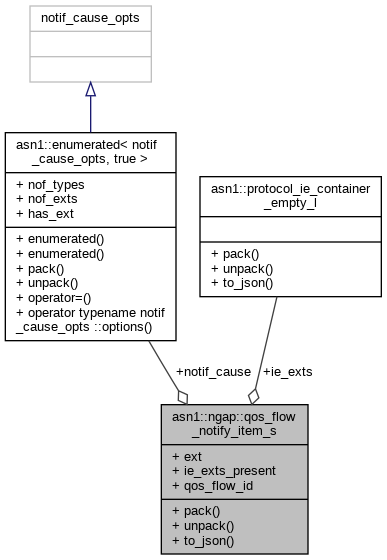 notif_cause_opts
asn1::enumerated< notif
_cause_opts, true >
+ nof_types
+ nof_exts
+ has_ext
+ enumerated()
+ enumerated()
+ pack()
+ unpack()
+ operator=()
+ operator typename notif
_cause_opts ::options()
asn1::protocol_ie_container
_empty_l
+ pack()
+ unpack()
+ to_json()
+notif_cause
+ie_exts
asn1::ngap::qos_flow
_notify_item_s
+ ext
+ ie_exts_present
+ qos_flow_id
+ pack()
+ unpack()
+ to_json()